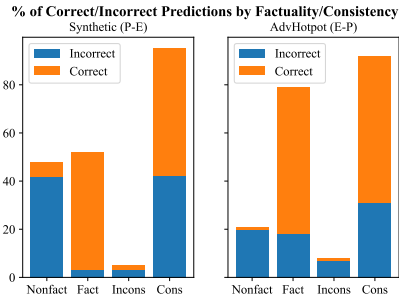 % of Correct/Incorrect Predictions by Factuality/Consistency
Synthetic (P-E)
AdvHotpot (E-P)
Incorrect
Correct
Incorrect
Correct
80
60
40
20
0
Nonfact Fact Incons Cons
Nonfact Fact Incons Cons